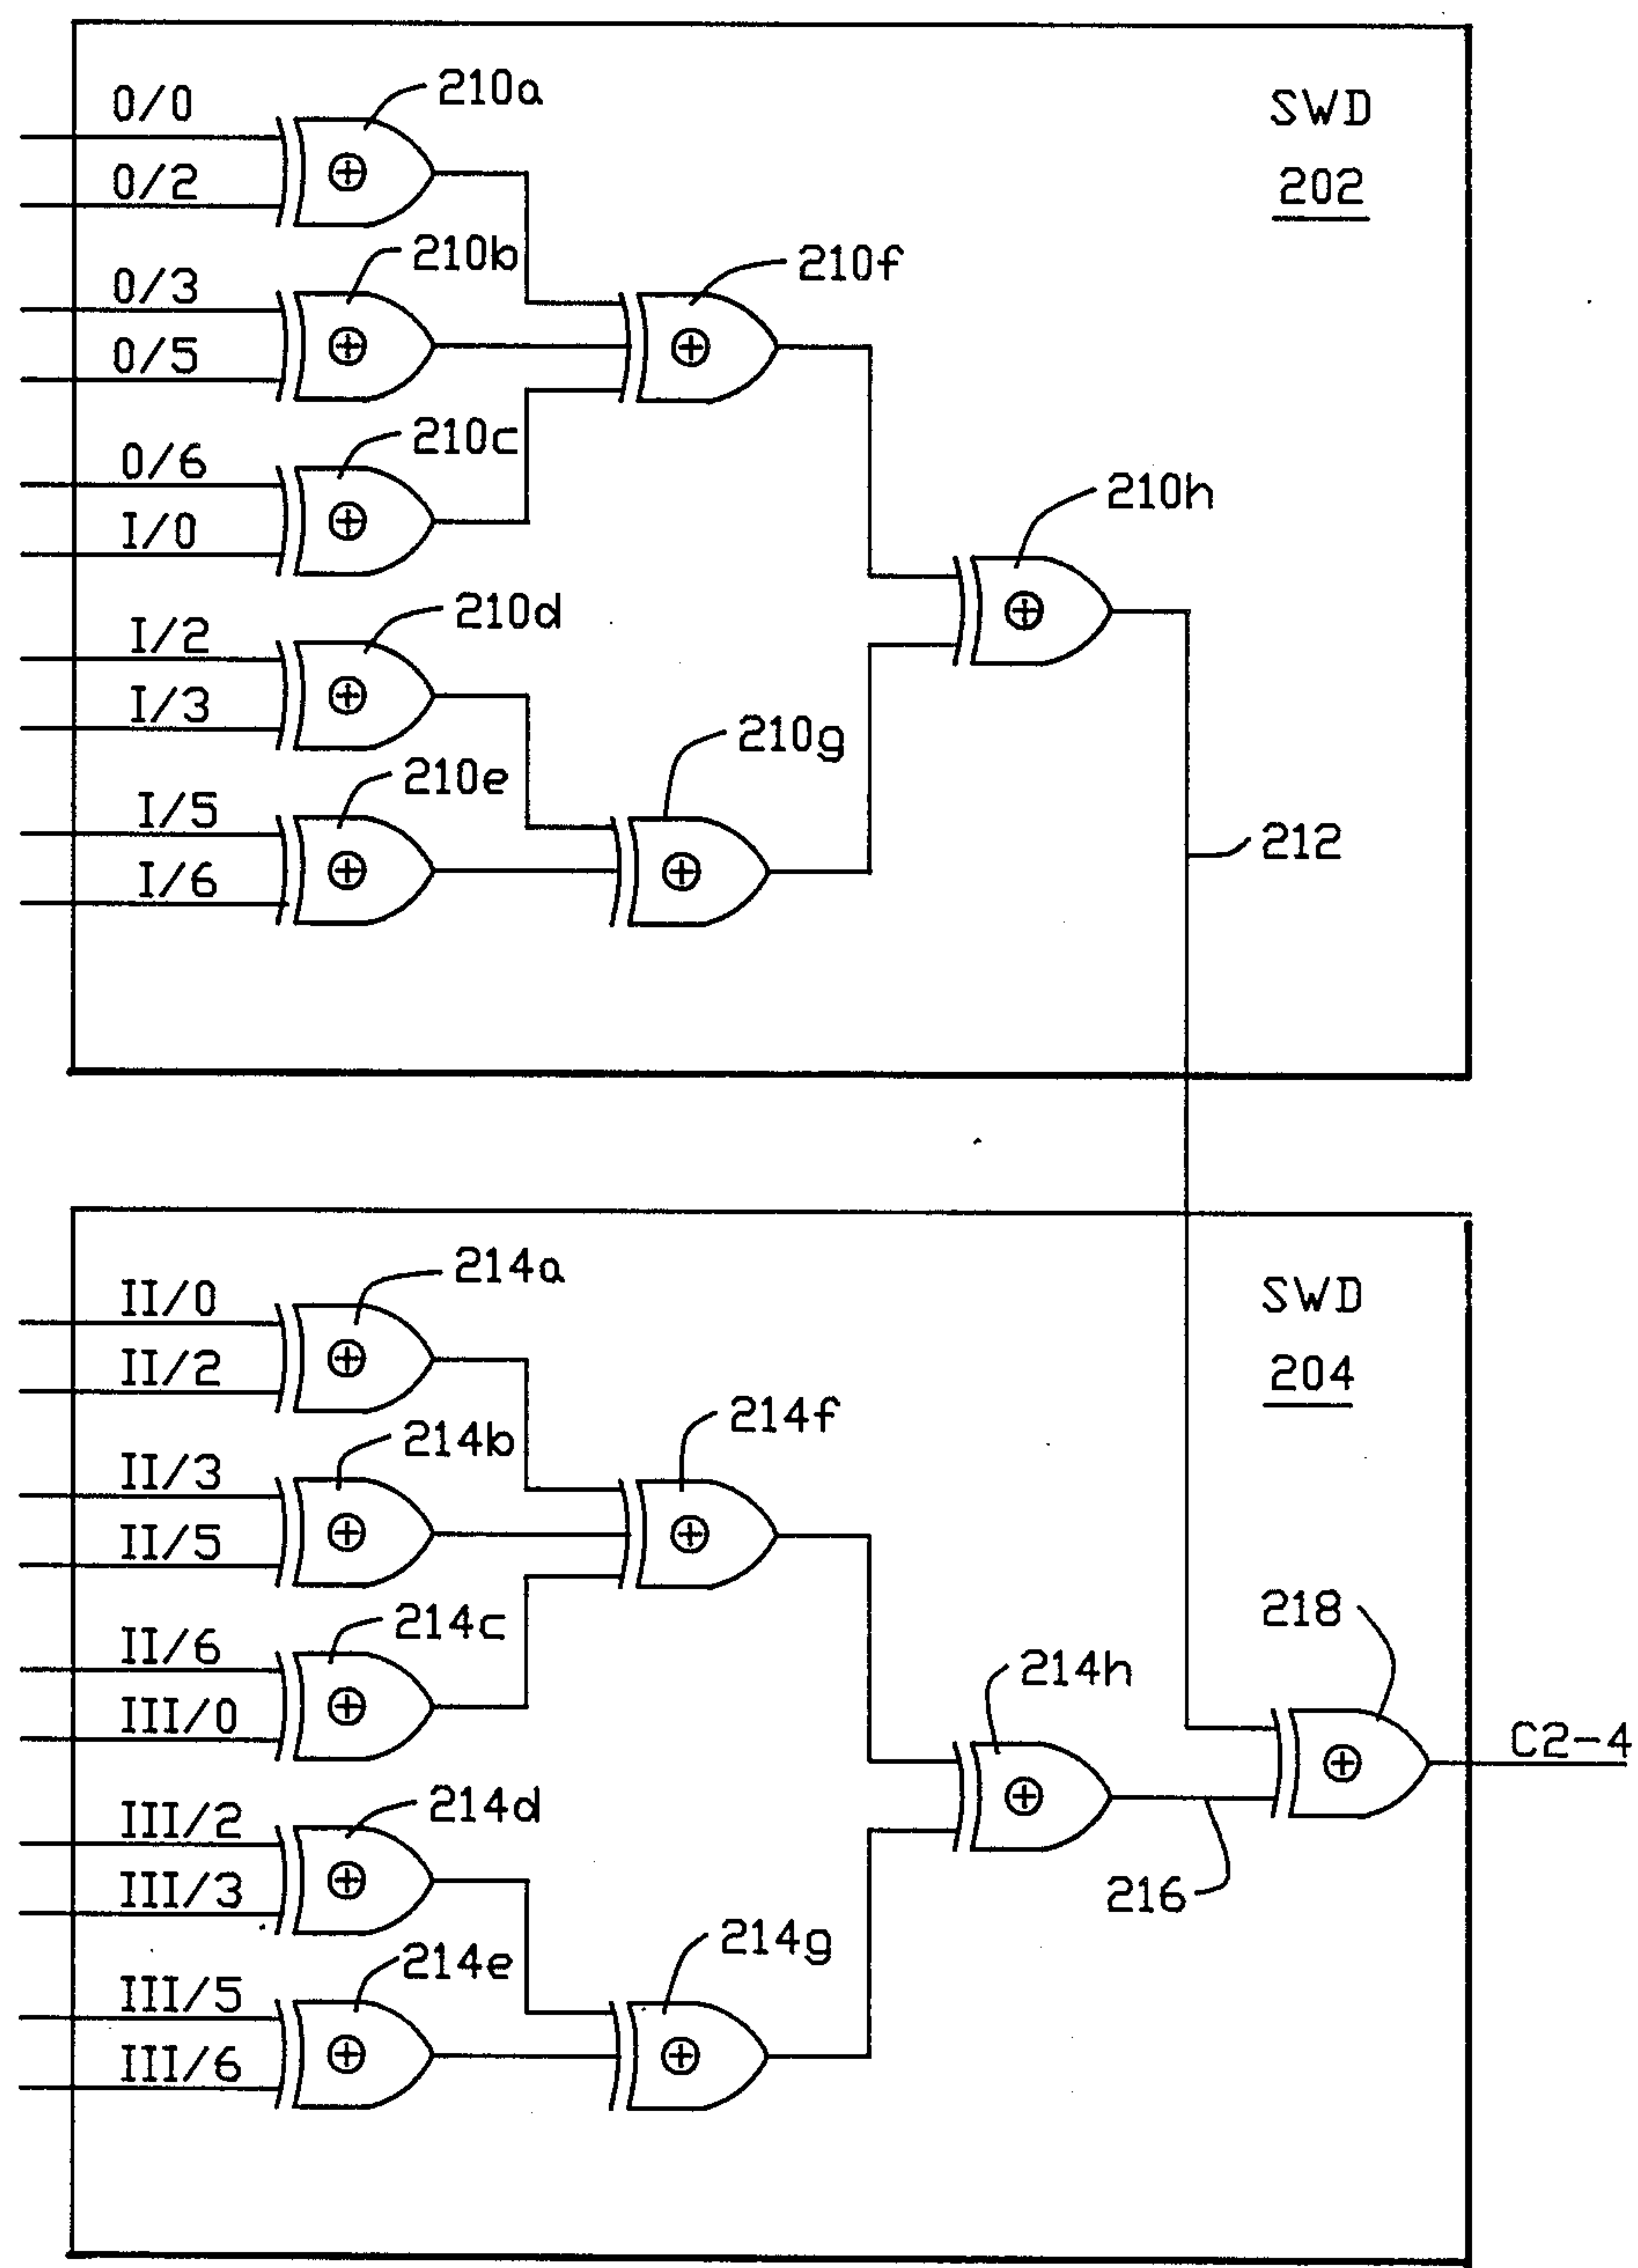 210a
0/0
SWD
0/2
202
210b
210f
0/3
0/5
210c
0/6
210h
I/0
210d
I/2
I/3
210g
210e
I/5
212
I/6
214a
II/0
SWD
II/2
204
214f
214b
II/3
II/5
218
214c
II/6
214h
III/0
C2-4
214d
III/2
III/3
216
214g
214e
III/5
III/6